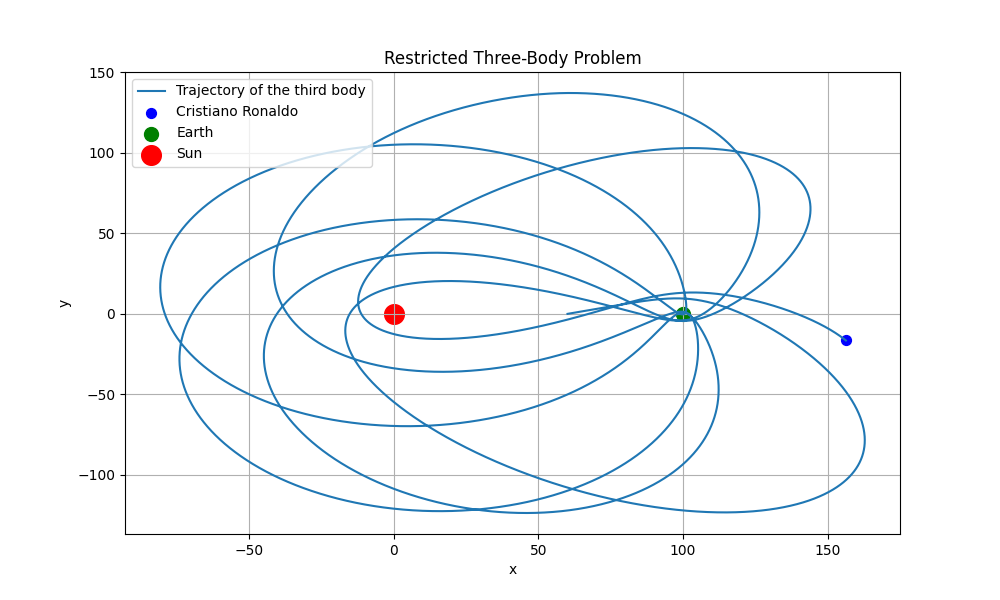 Restricted Three-Body Problem
Trajectory of the third body
Cristiano Ronaldo
Earth
Sun
150
100
50
0
−50
−100
y
−50 0 50 100 150
x